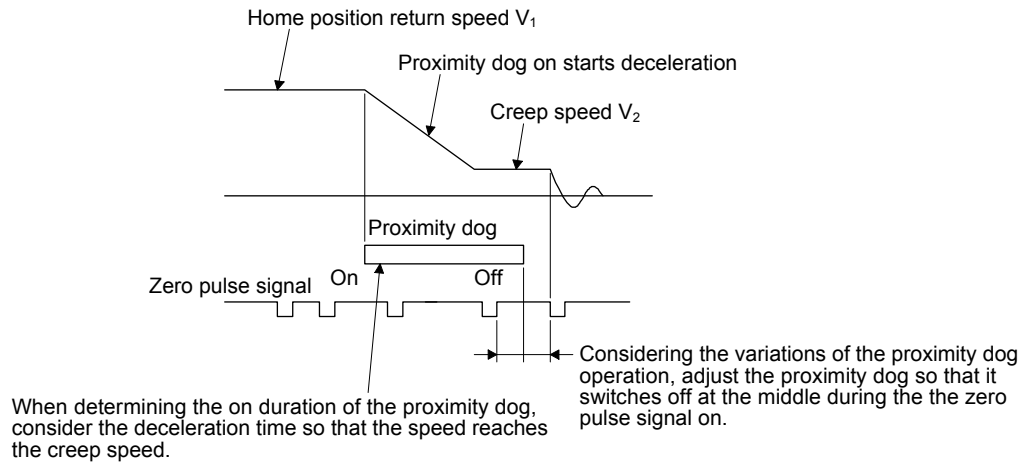 Home position return speed V₁
Proximity dog on starts deceleration
Creep speed V₂
Proximity dog
On
Off
Zero pulse signal
Considering the variations of the proximity dog
operation, adjust the proximity dog so that it
switches off at the middle during the the zero
pulse signal on.
When determining the on duration of the proximity dog,
consider the deceleration time so that the speed reaches
the creep speed.